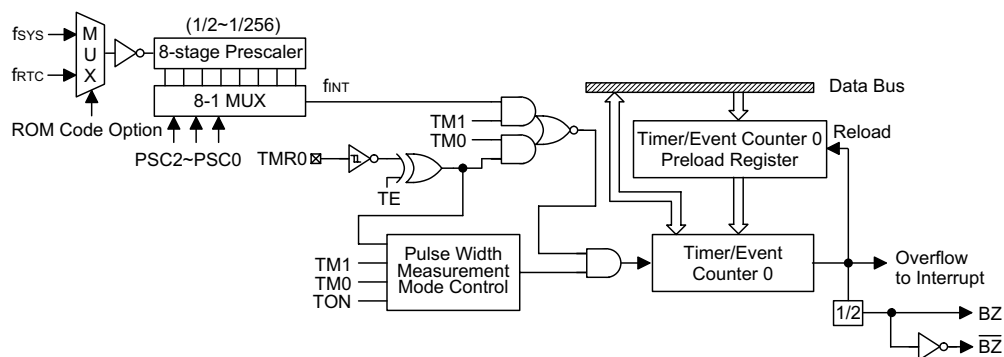 fSYS
fRTC
M
U
X
ROM Code Option
(1/2~1/256)
8-stage Prescaler
8-1 MUX
PSC2~PSC0
fINT
TM1
TM0
TMR0
TE
TM1
TM0
TON
Pulse Width
Measurement
Mode Control
Data Bus
Timer/Event Counter 0
Preload Register
Reload
Timer/Event
Counter 0
Overflow
to Interrupt
1/2
BZ
B̅Z̅